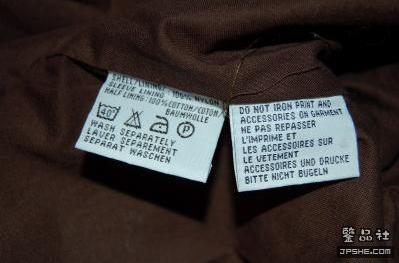 SHELL/LINING: 100% NYLON
SLEEVE LINING: 100% NYLON
HALF LINING: 100% COTTON/COTON/
BAUMWOLLE
40°
P
WASH SEPARATELY
LAVER SEPAREMENT
SEPARAT WASCHEN
DO NOT IRON PRINT AND
ACCESSORIES ON GARMENT
NE PAS REPASSER
L'IMPRIME ET
LES ACCESSOIRES SUR
LE VETEMENT
ACCESSOIRES UND DRUCKE
BITTE NICHT BUGELN
鉴品社
JPSHE.COM